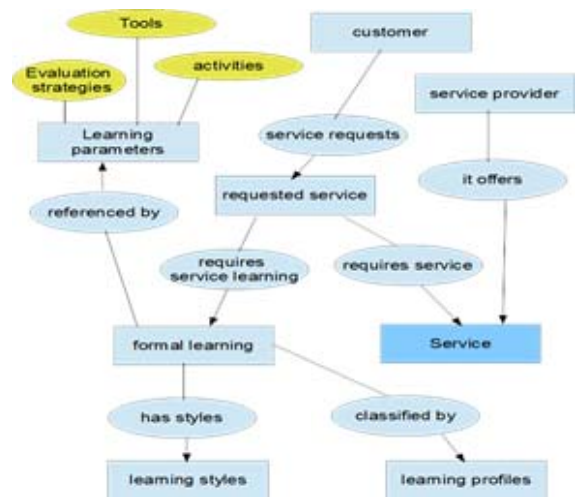 Tools
customer
Evaluation
strategies
activities
service provider
Learning
parameters
service requests
it offers
requested service
referenced by
requires
service learning
requires service
formal learning
Service
has styles
classified by
learning styles
learning profiles